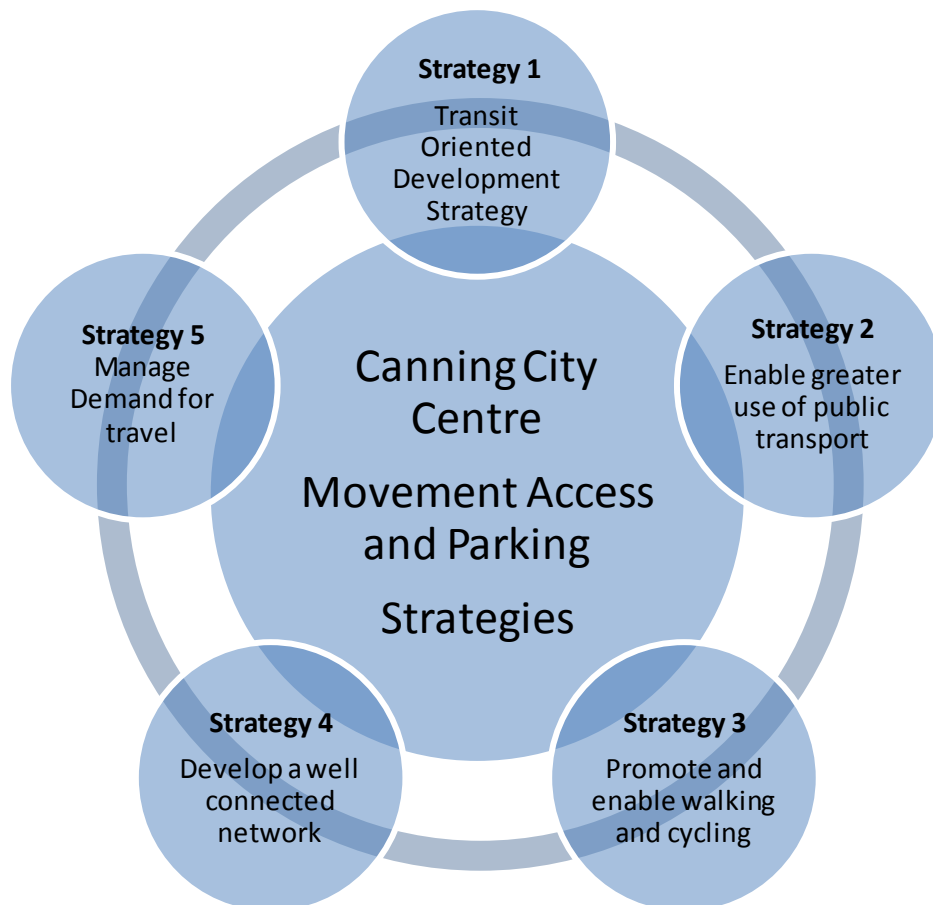 Strategy 1
Transit
Oriented
Development
Strategy
Strategy 2
Enable greater
use of public
transport
Strategy 3
Promote and
enable walking
and cycling
Strategy 4
Develop a well
connected
network
Strategy 5
Manage
Demand for
travel
Canning City
Centre
Movement Access
and Parking
Strategies